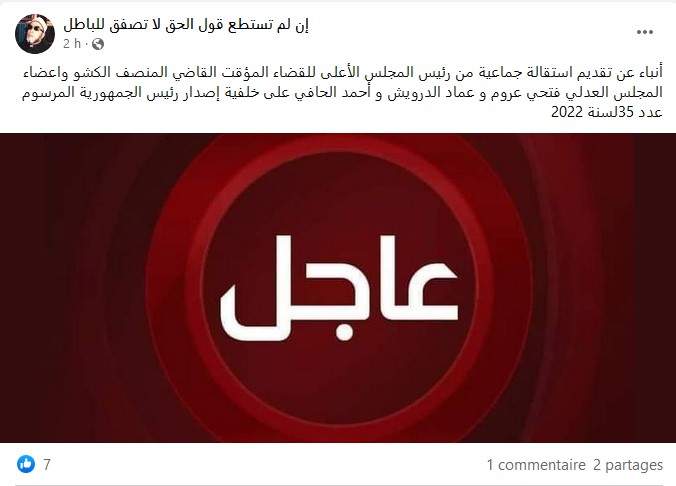 إن لم تستطع قول الحق لا تصفق للباطل
2 h ·
أنباء عن تقديم استقالة جماعية من رئيس المجلس الأعلى للقضاء المؤقت القاضي المنصف الكشو واعضاء
المجلس العدلي فتحي عروم و عماد الدرويش و أحمد الحافي على خلفية إصدار رئيس الجمهورية المرسوم
عدد 35لسنة 2022
عاجل
7
1 commentaire 2 partages